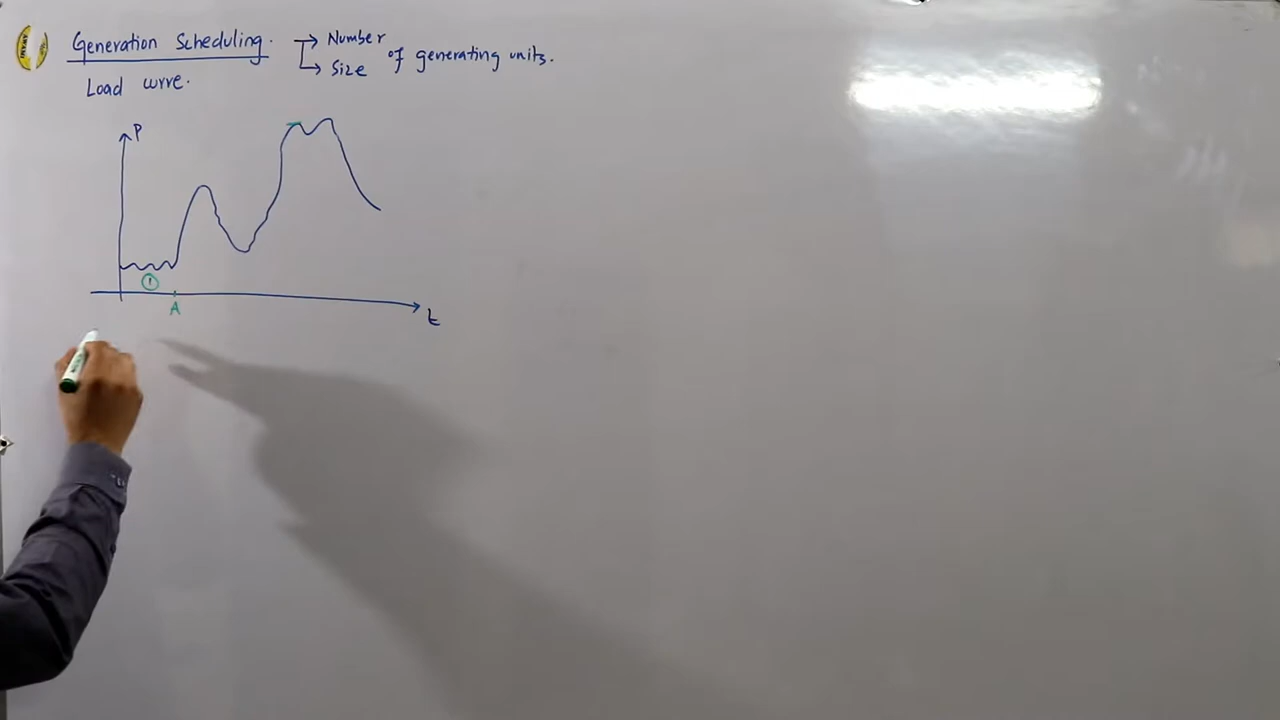 Generation Scheduling. → Number
→ Size of generating units.
Load curve.
P
1
A
t